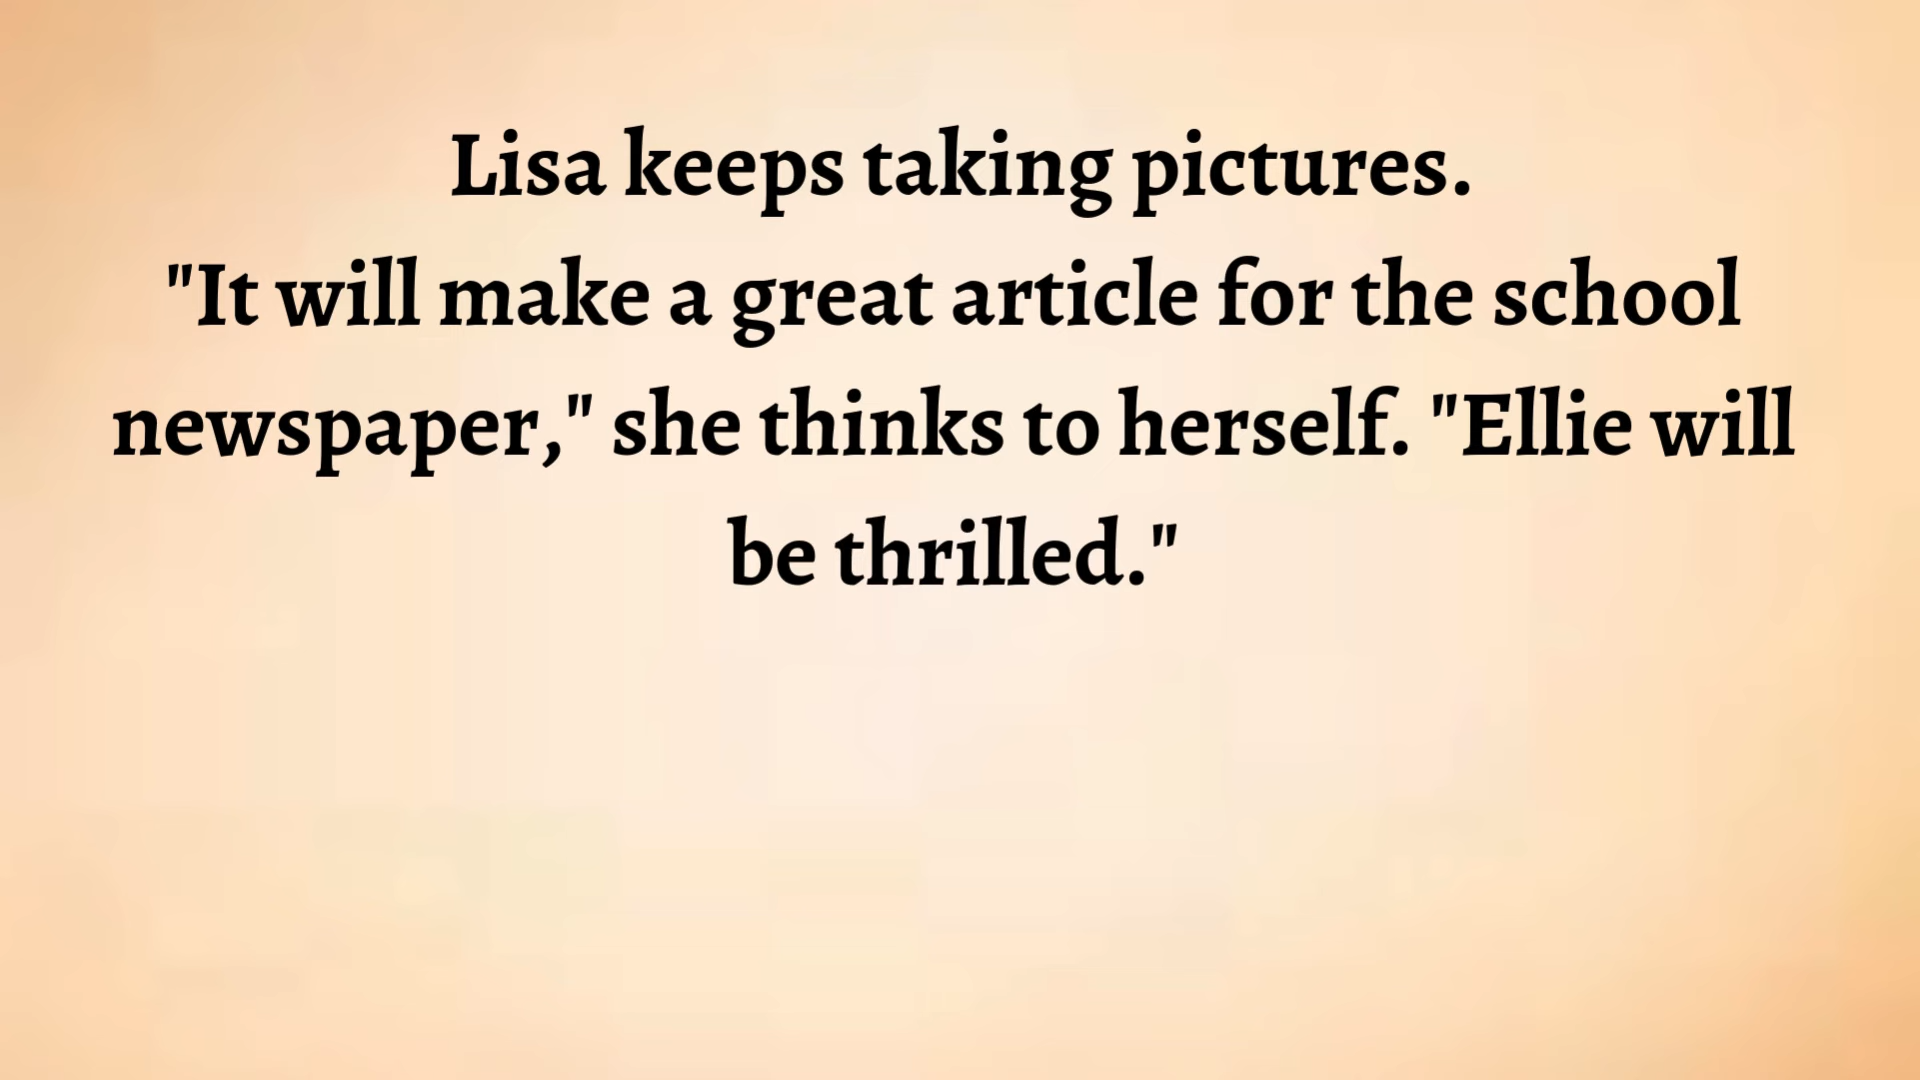 Lisa keeps taking pictures.
"It will make a great article for the school
newspaper," she thinks to herself. "Ellie will
be thrilled."